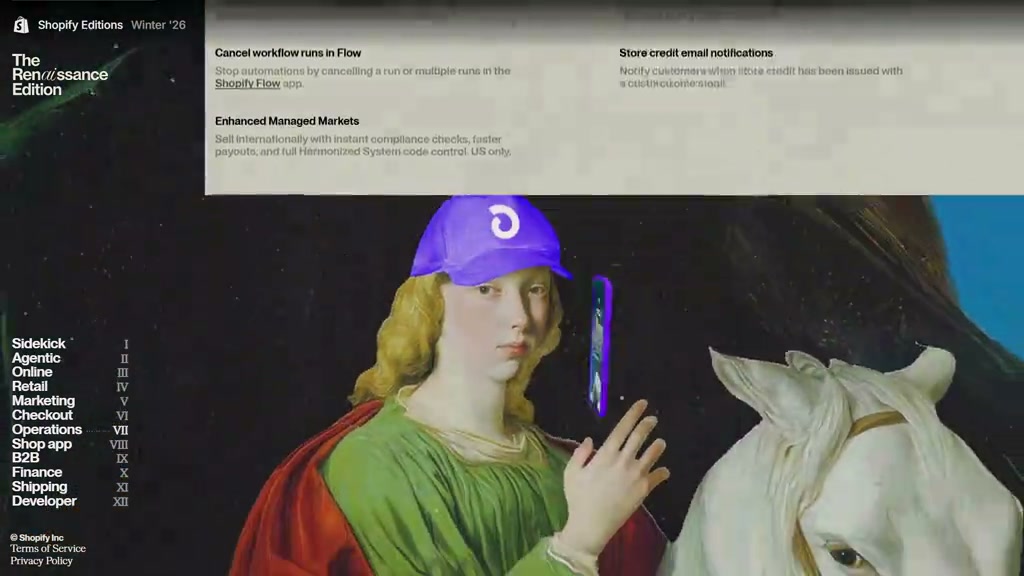 Shopify Editions Winter '26
The
Renaissance
Edition
Cancel workflow runs in Flow
Stop automations by cancelling a run or multiple runs in the
Shopify Flow app.
Store credit email notifications
Notify customers when store credit has been issued with
Enhanced Managed Markets
Sell internationally with instant compliance checks, faster
payouts, and full Harmonized System code control. US only.
Sidekick I
Agentic II
Online III
Retail IV
Marketing V
Checkout VI
Operations VII
Shop app VIII
B2B IX
Finance X
Shipping XI
Developer XII
© Shopify Inc
Terms of Service
Privacy Policy